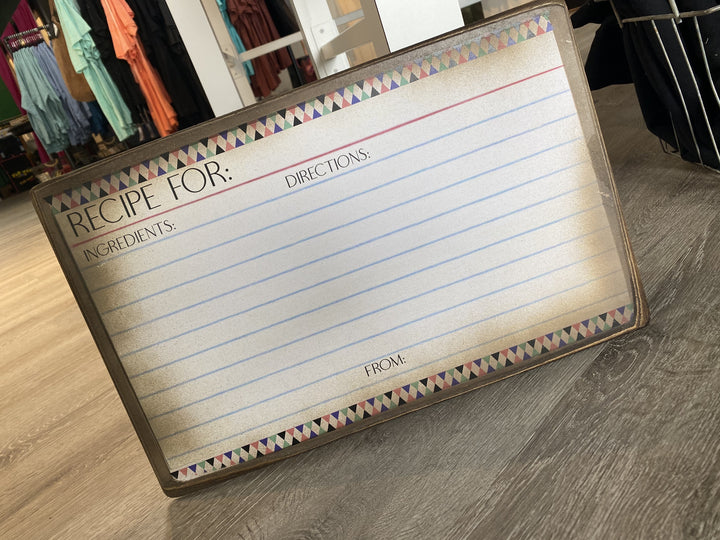 RECIPE FOR:
INGREDIENTS:
DIRECTIONS:
FROM: